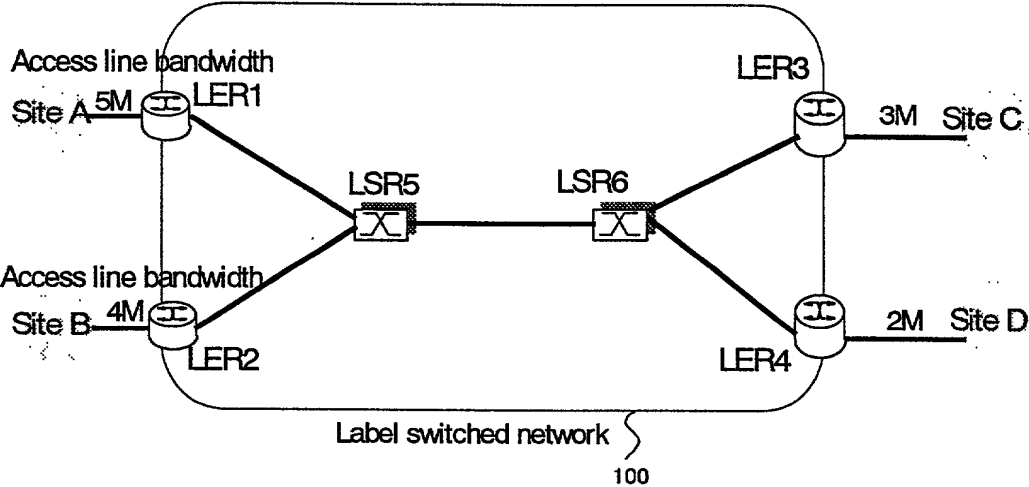 Access line bandwidth
LER1
LER3
Site A
5M
3M
Site C
LSR5
LSR6
Access line bandwidth
Site B
4M
LER2
LER4
2M
Site D
Label switched network
100